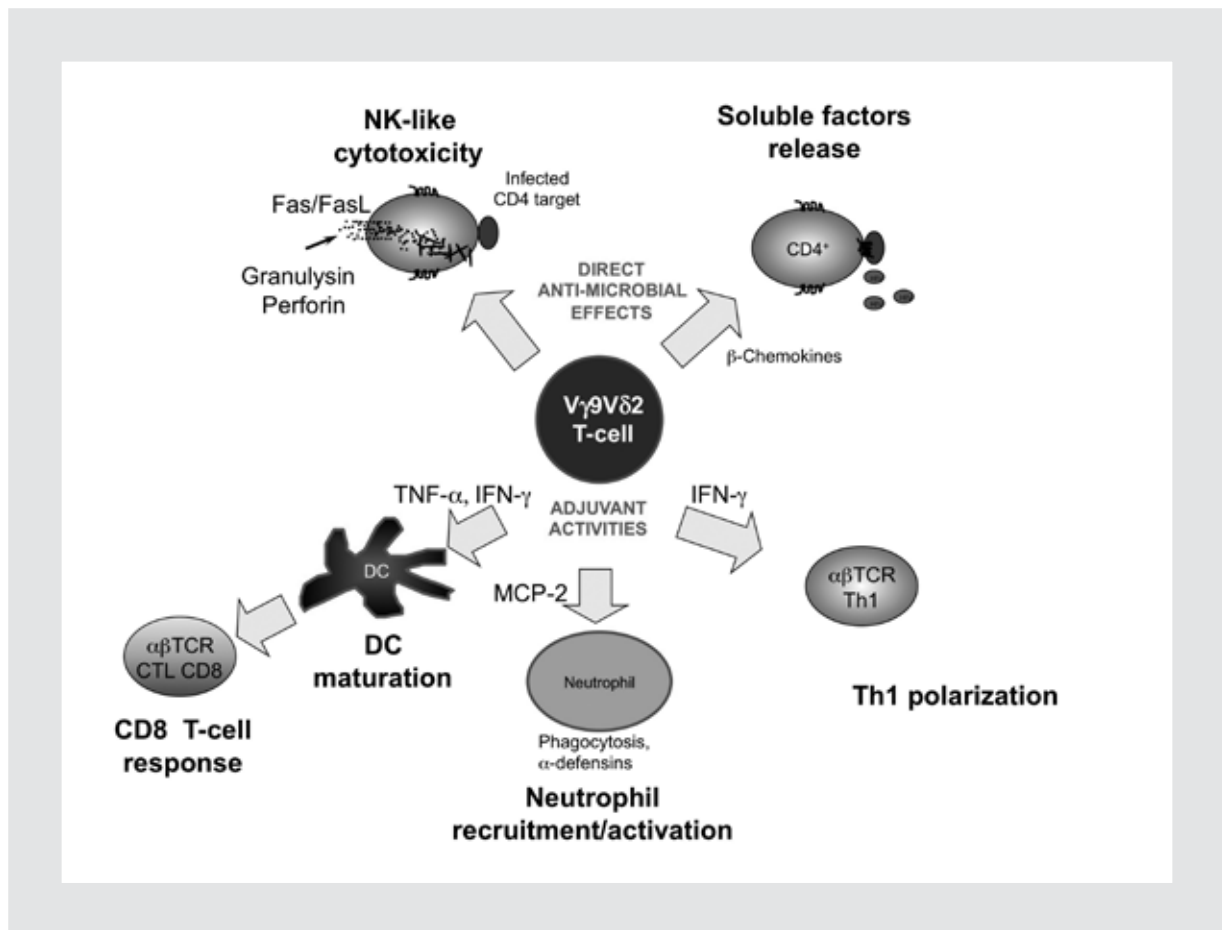 NK-like
cytotoxicity
Soluble factors
release
Infected
CD4 target
Fas/FasL
Granulysin
Perforin
CD4⁺
DIRECT
ANTI-MICROBIAL
EFFECTS
β-Chemokines
Vγ9Vδ2
T-cell
TNF-α, IFN-γ
ADJUVANT
ACTIVITIES
IFN-γ
DC
MCP-2
αβTCR
Th1
αβTCR
CTL CD8
DC
maturation
Neutrophil
Th1 polarization
CD8 T-cell
response
Phagocytosis,
α-defensins
Neutrophil
recruitment/activation